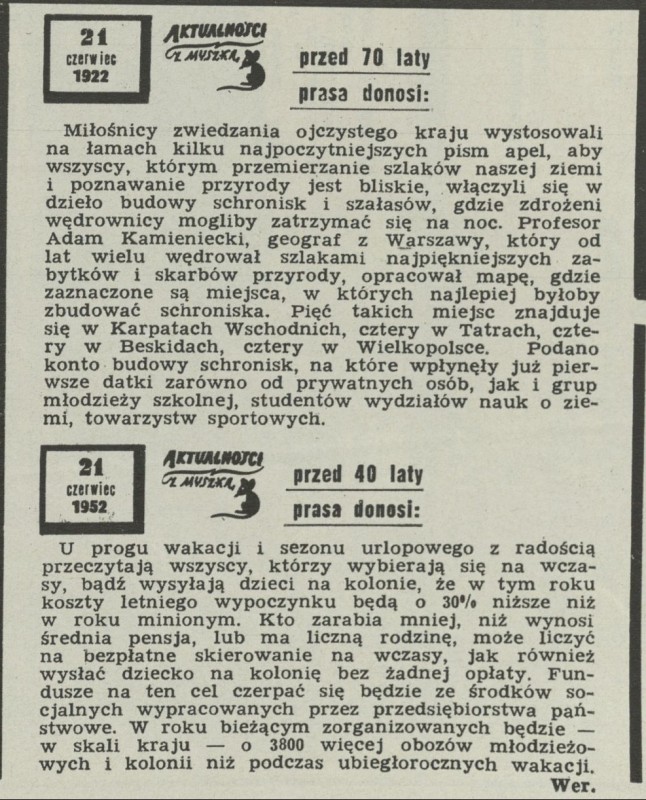 21
czerwiec
1922
AKTUALNOŚCI
Z MYSZKĄ
przed 70 laty
prasa donosi:
Miłośnicy zwiedzania ojczystego kraju wystosowali
na łamach kilku najpoczytniejszych pism apel, aby
wszyscy, którym przemierzanie szlaków naszej ziemi
i poznawanie przyrody jest bliskie, włączyli się w
dzieło budowy schronisk i szałasów, gdzie zdrożeni
wędrownicy mogliby zatrzymać się na noc. Profesor
Adam Kamieniecki, geograf z Warszawy, który od
lat wielu wędrował szlakami najpiękniejszych za-
bytków i skarbów przyrody, opracował mapę, gdzie
zaznaczone są miejsca, w których najlepiej byłoby
zbudować schroniska. Pięć takich miejsc znajduje
się w Karpatach Wschodnich, cztery w Tatrach, czte-
ry w Beskidach, cztery w Wielkopolsce. Podano
konto budowy schronisk, na które wpłynęły już pier-
wsze datki zarówno od prywatnych osób, jak i grup
młodzieży szkolnej, studentów wydziałów nauk o zie-
mi, towarzystw sportowych.
21
czerwiec
1952
AKTUALNOŚCI
Z MYSZKĄ
przed 40 laty
prasa donosi:
U progu wakacji i sezonu urlopowego z radością
przeczytają wszyscy, którzy wybierają się na wcza-
sy, bądź wysyłają dzieci na kolonie, że w tym roku
koszty letniego wypoczynku będą o 30% niższe niż
w roku minionym. Kto zarabia mniej, niż wynosi
średnia pensja, lub ma liczną rodzinę, może liczyć
na bezpłatne skierowanie na wczasy, jak również
wysłać dziecko na kolonię bez żadnej opłaty. Fun-
dusze na ten cel czerpać się będzie ze środków so-
cjalnych wypracowanych przez przedsiębiorstwa pań-
stwowe. W roku bieżącym zorganizowanych będzie —
w skali kraju — o 3800 więcej obozów młodzieżo-
wych i kolonii niż podczas ubiegłorocznych wakacji.
Wer.